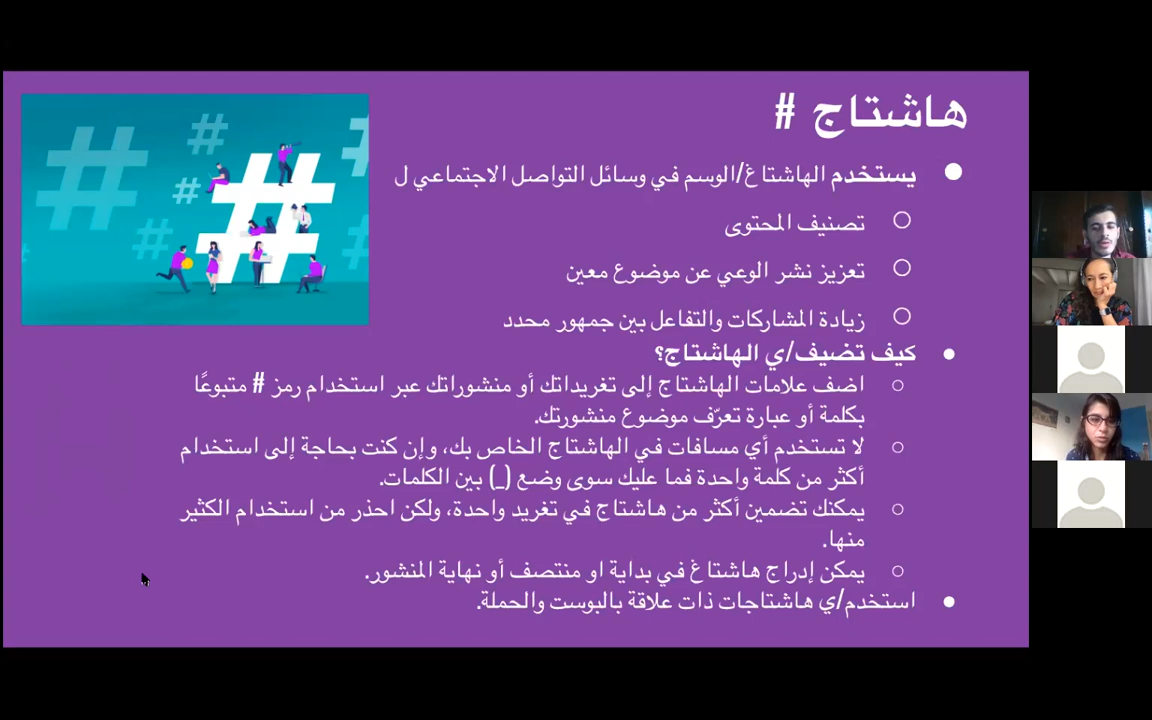 هاشتاج #
يستخدم الهاشتاغ/الوسم في وسائل التواصل الاجتماعي ل
تصنيف المحتوى
تعزيز نشر الوعي عن موضوع معين
زيادة المشاركات والتفاعل بين جمهور محدد
كيف تضيف/ي الهاشتاج؟
اضف علامات الهاشتاج إلى تغريداتك أو منشوراتك عبر استخدام رمز # متبوعًا
بكلمة أو عبارة تعرّف موضوع منشورتك.
لا تستخدم أي مسافات في الهاشتاج الخاص بك، وإن كنت بحاجة إلى استخدام
أكثر من كلمة واحدة فما عليك سوى وضع (_) بين الكلمات.
يمكنك تضمين أكثر من هاشتاج في تغريد واحدة، ولكن احذر من استخدام الكثير
منها.
يمكن إدراج هاشتاغ في بداية او منتصف أو نهاية المنشور.
استخدم/ي هاشتاجات ذات علاقة بالبوست والحملة.